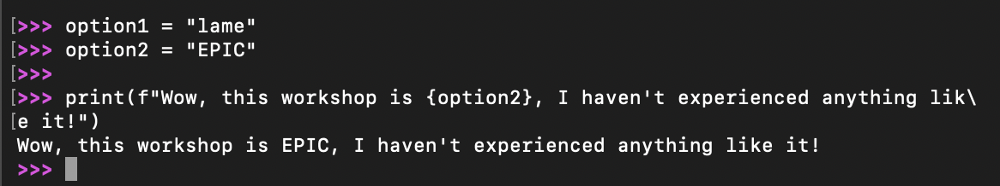 [>>> option1 = "lame"
[>>> option2 = "EPIC"
[>>>
[>>> print(f"Wow, this workshop is {option2}, I haven't experienced anything lik\
[e it!")
Wow, this workshop is EPIC, I haven't experienced anything like it!
>>>